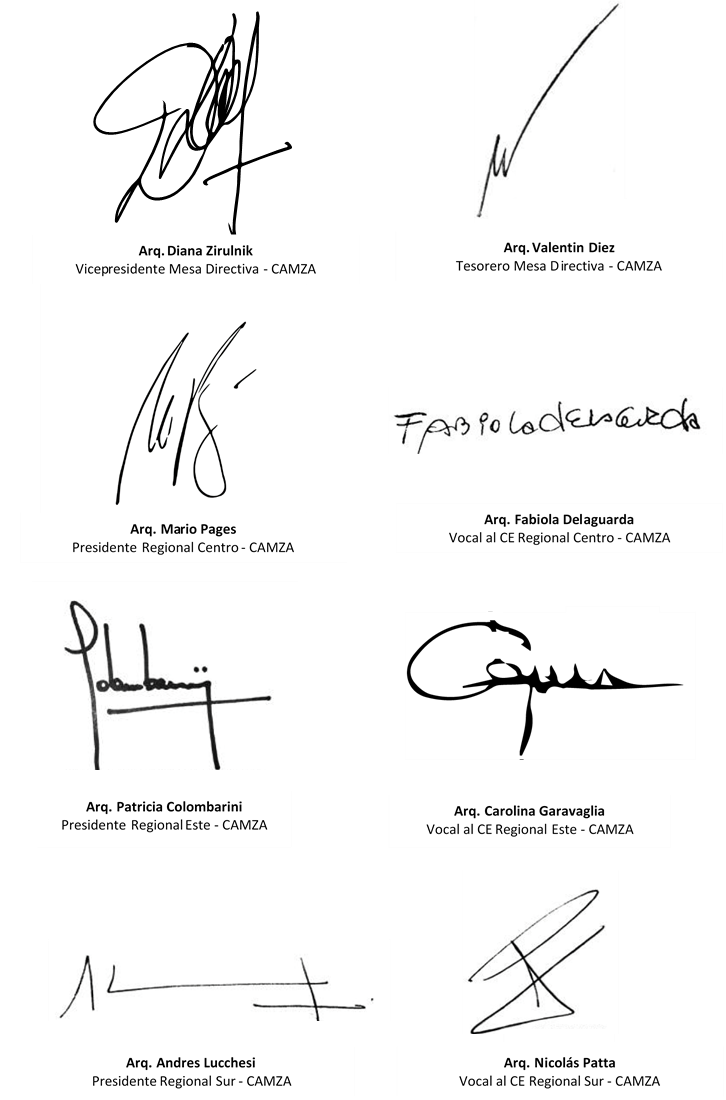 Arq. Diana Zirulnik
Vicepresidente Mesa Directiva - CAMZA
Arq. Valentin Diez
Tesorero Mesa Directiva - CAMZA
Arq. Mario Pages
Presidente Regional Centro - CAMZA
FABiola delaguarda
Arq. Fabiola Delaguarda
Vocal al CE Regional Centro - CAMZA
Arq. Patricia Colombarini
Presidente Regional Este - CAMZA
Arq. Carolina Garavaglia
Vocal al CE Regional Este - CAMZA
Arq. Andres Lucchesi
Presidente Regional Sur - CAMZA
Arq. Nicolás Patta
Vocal al CE Regional Sur - CAMZA